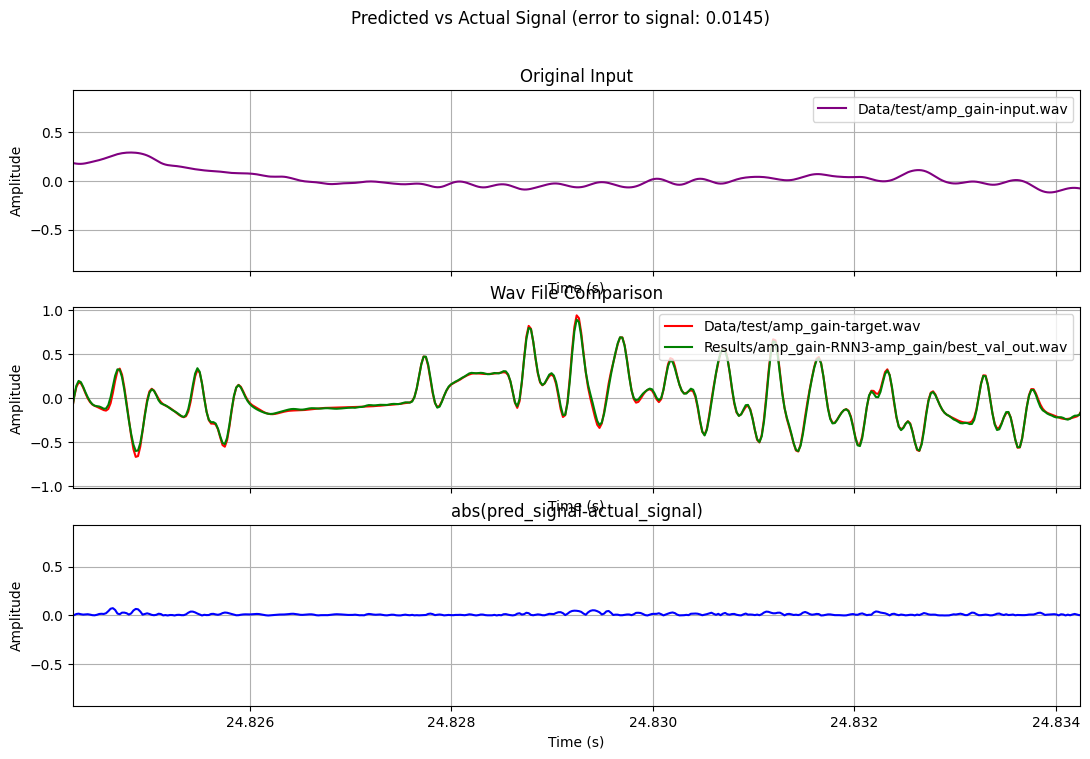 Predicted vs Actual Signal (error to signal: 0.0145)
Original Input
Data/test/amp_gain-input.wav
0.5
0.0
−0.5
Amplitude
Time (s)
Wav File Comparison
Data/test/amp_gain-target.wav
Results/amp_gain-RNN3-amp_gain/best_val_out.wav
1.0
0.5
0.0
−0.5
−1.0
Amplitude
Time (s)
abs(pred_signal-actual_signal)
0.5
0.0
−0.5
Amplitude
24.826 24.828 24.830 24.832 24.834
Time (s)